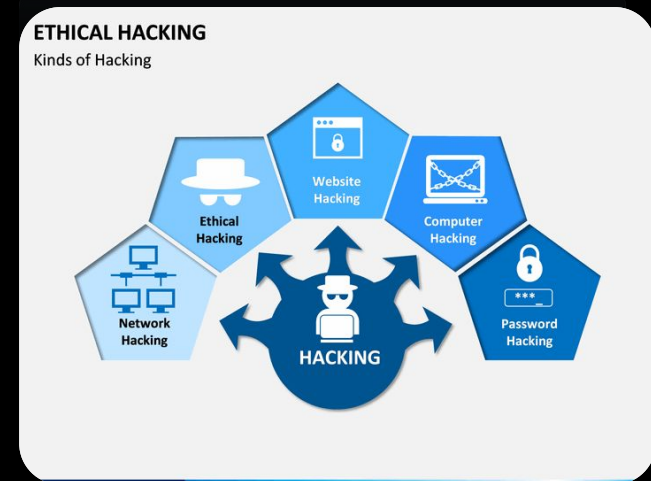 ETHICAL HACKING
Kinds of Hacking
Website
Hacking
Ethical
Hacking
Computer
Hacking
Network
Hacking
***_
Password
Hacking
HACKING